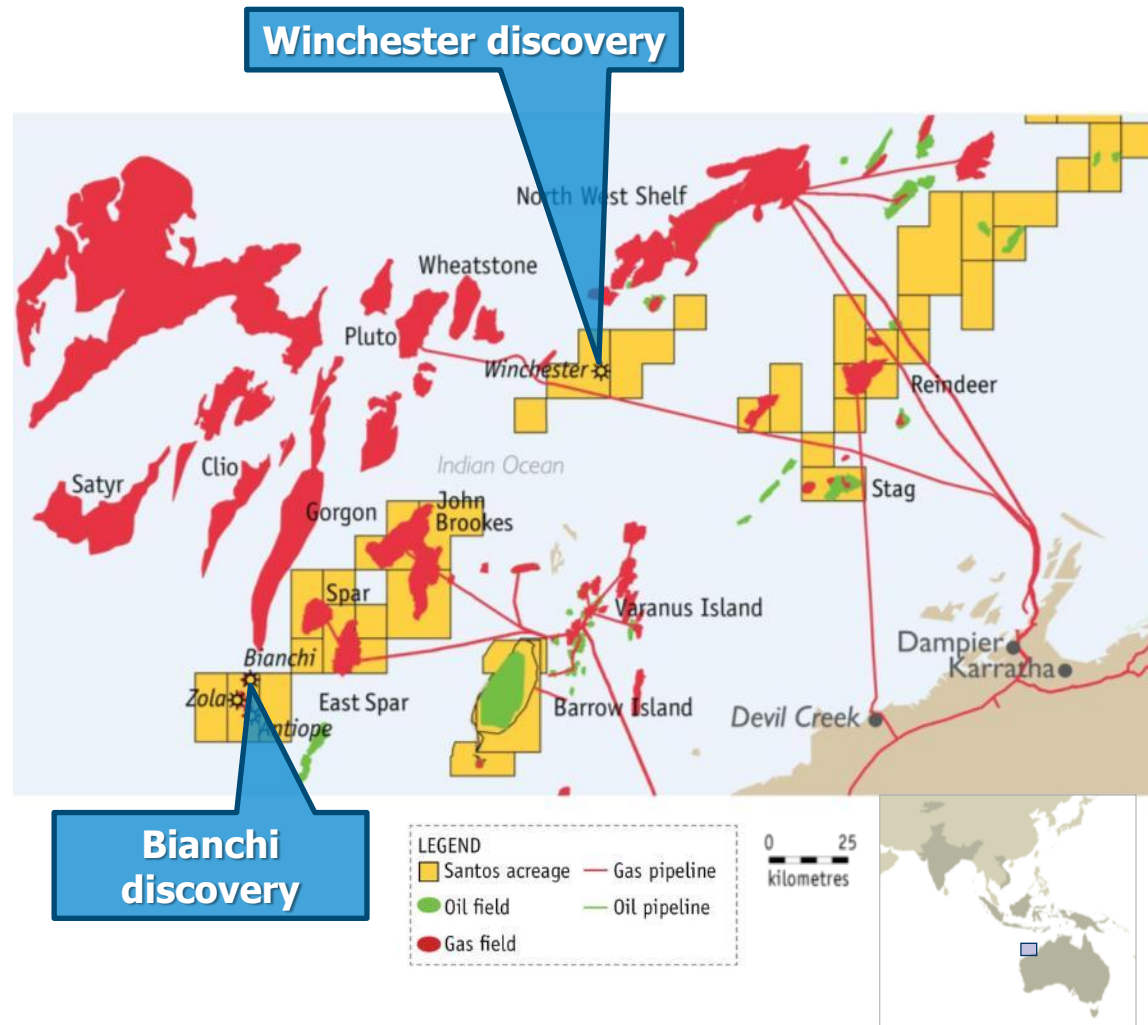 Winchester discovery
North West Shelf
Wheatstone
Pluto
Winchester
Reindeer
Indian Ocean
Clio
Satyr
Stag
Gorgon
John
Brookes
Spar
Varanus Island
Bianchi
Dampier
Karratha
Zola
East Spar
Barrow Island
Devil Creek
Antiope
Bianchi
discovery
LEGEND
Santos acreage
Gas pipeline
Oil field
Oil pipeline
Gas field
0 25
kilometres